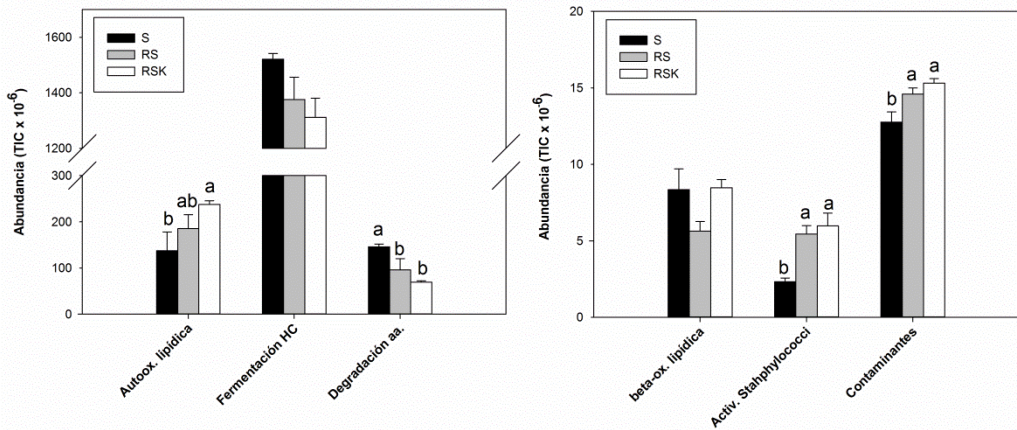 Abundancia (TIC x 10-6)
1600
1400
1200
300
200
100
0
S
RS
RSK
b
ab
a
a
b
b
Autoox. lipídica
Fermentación HC
Degradación aa.
Abundancia (TIC x 10-6)
20
15
10
5
0
S
RS
RSK
b
a
a
b
a
a
beta-ox. lipídica
Activ. Stahphylococci
Contaminantes